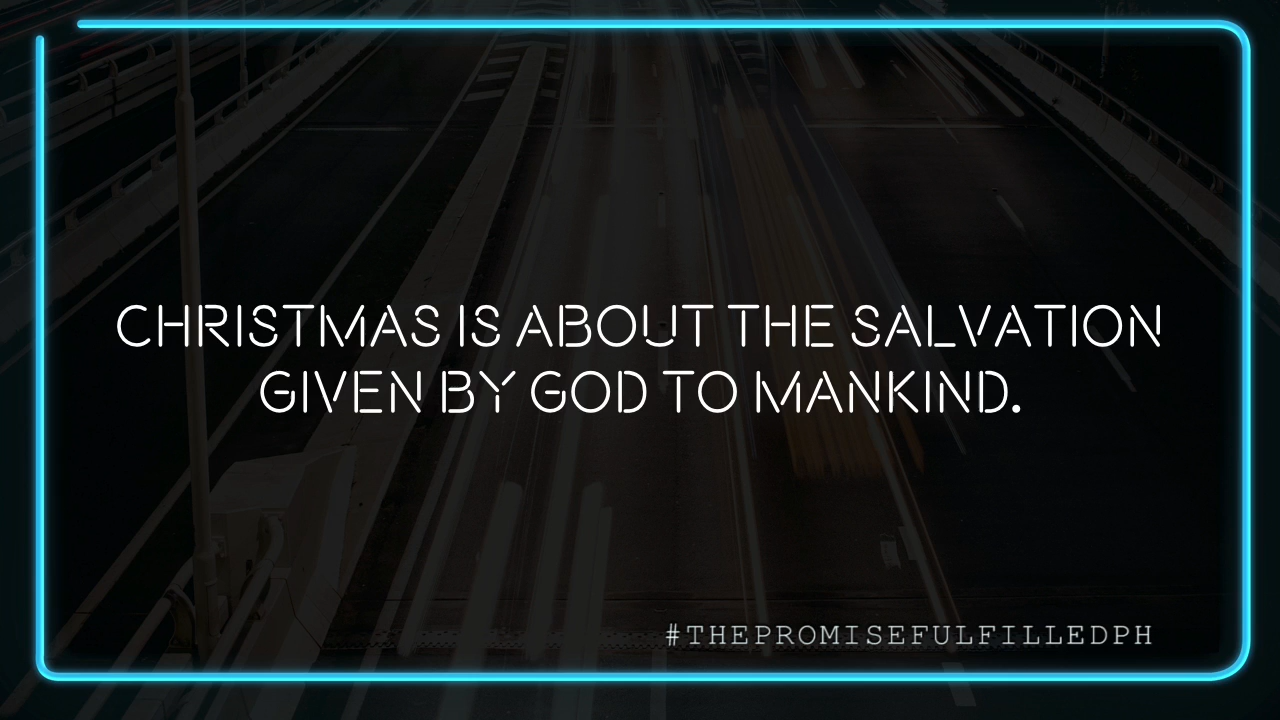 CHRISTMAS IS ABOUT THE SALVATION
GIVEN BY GOD TO MANKIND.
#THEPROMISEFULFILLEDPH